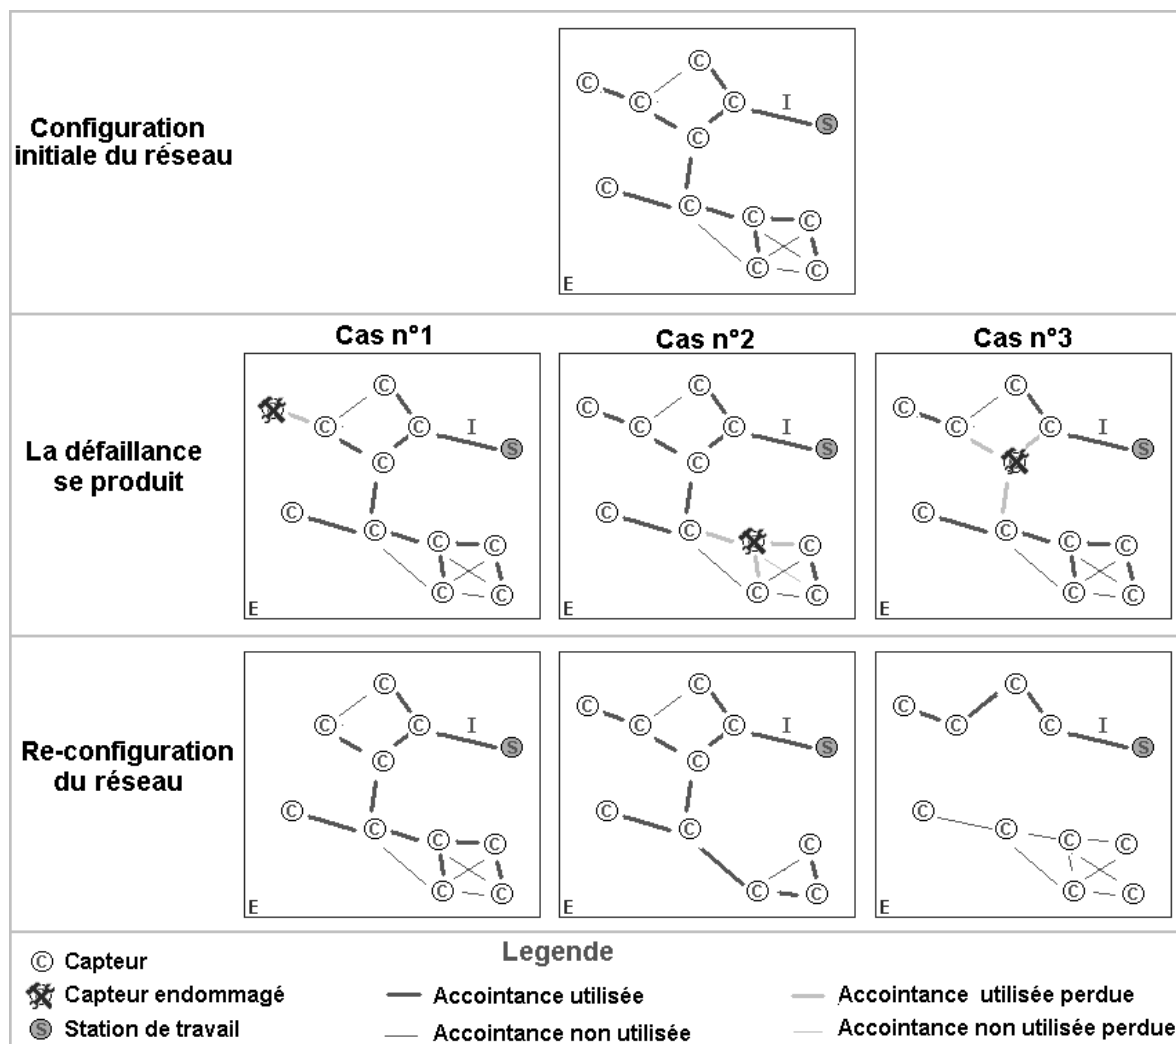 C
C
C
C
I
S
C
C
C
C
C
C
C
E
Configuration
initiale du réseau
Cas n°1
Cas n°2
Cas n°3
C
C
C
I
S
C
C
C
C
C
C
C
E
C
C
C
C
I
S
C
C
C
C
C
C
E
C
C
C
C
I
S
C
C
C
C
C
C
E
La défaillance
se produit
C
C
C
I
S
C
C
C
C
C
C
C
E
C
C
C
C
I
S
C
C
C
C
C
C
E
C
C
C
C
I
S
C
C
C
C
C
C
E
Re-configuration
du réseau
Legende
C Capteur
Capteur endommagé
S Station de travail
Accointance utilisée
Accointance non utilisée
Accointance utilisée perdue
Accointance non utilisée perdue